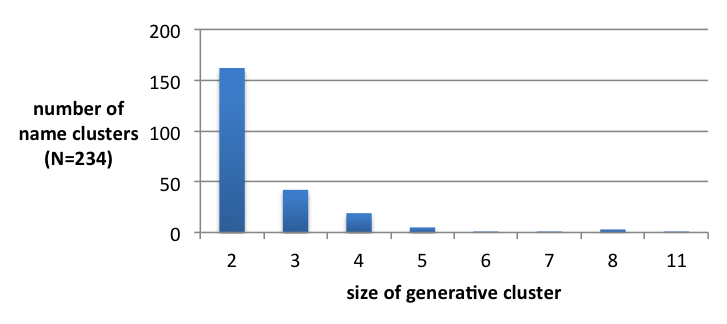 200
150
number of
name clusters
(N=234)
100
50
0
2 3 4 5 6 7 8 11
size of generative cluster